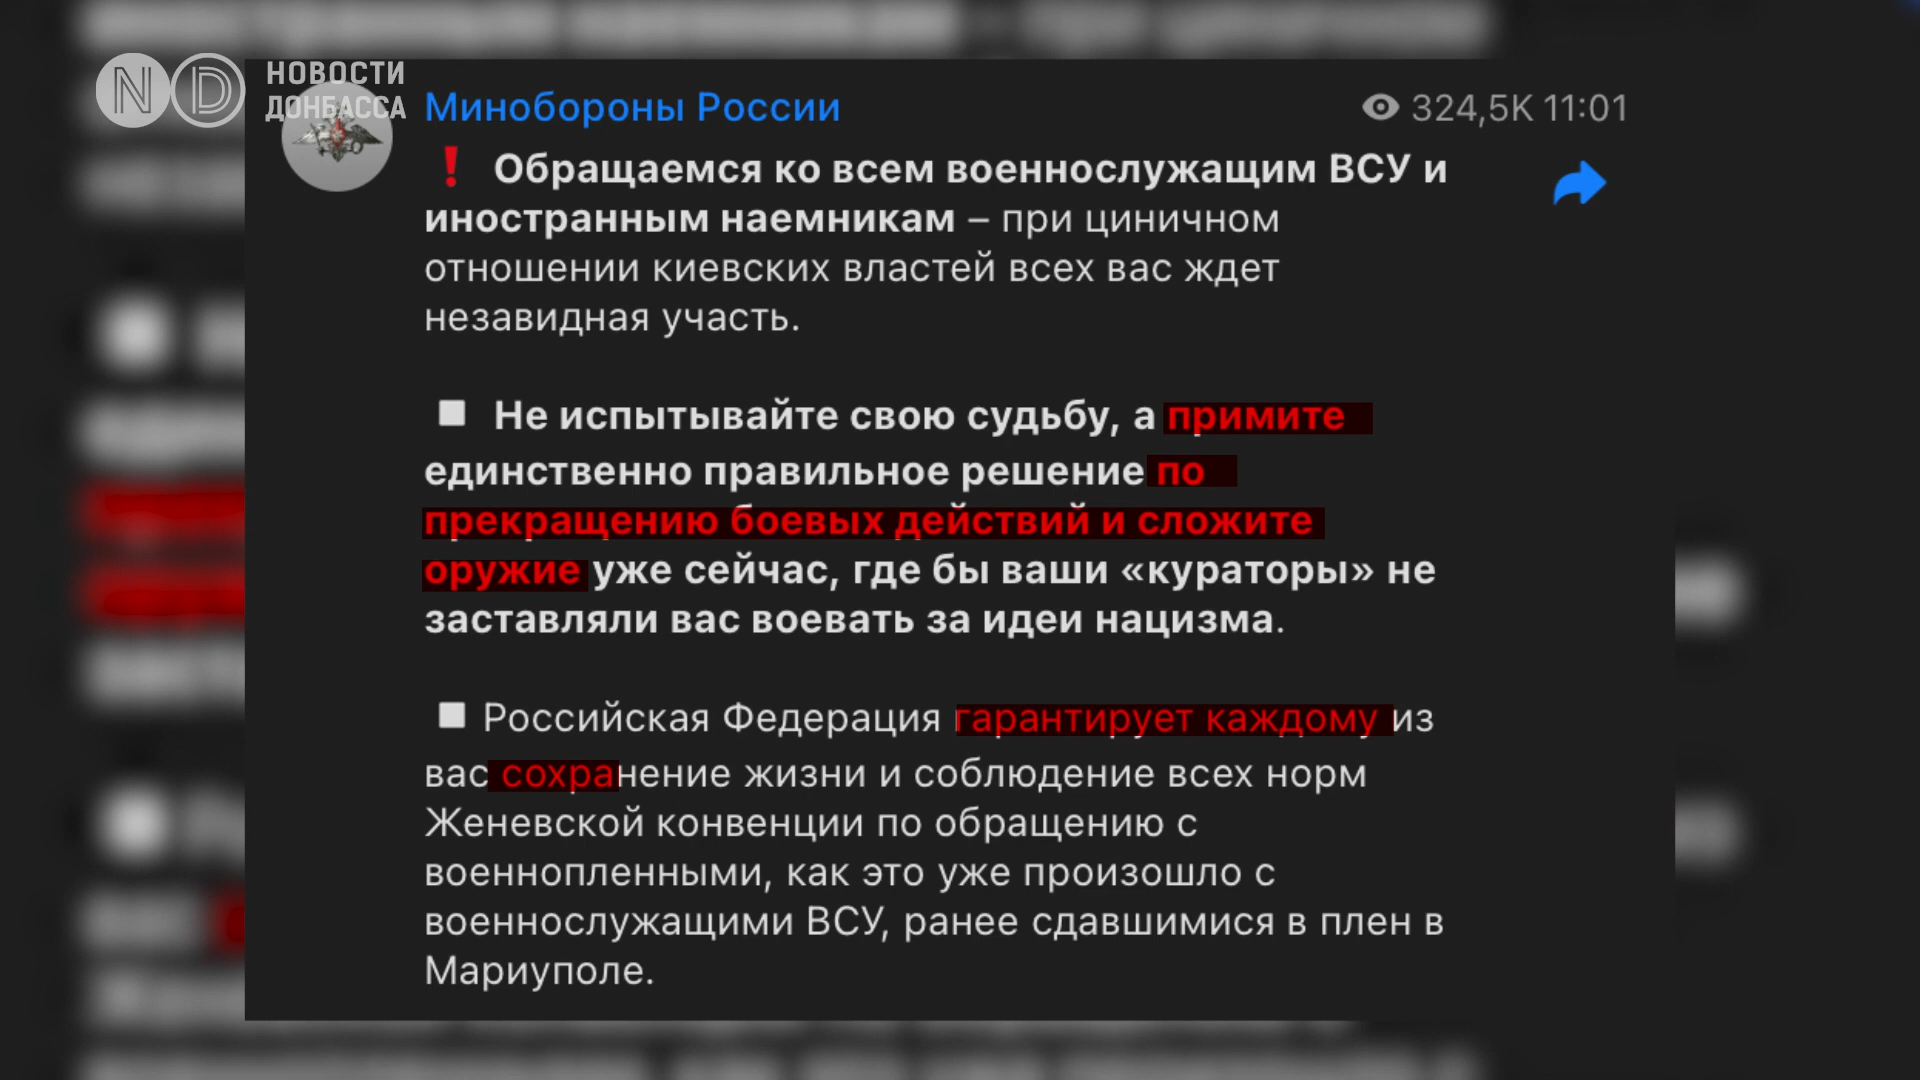 ND НОВОСТИ
ДОНБАССА
Минобороны России 324,5K 11:01
❗ Обращаемся ко всем военнослужащим ВСУ и
иностранным наемникам – при циничном
отношении киевских властей всех вас ждет
незавидная участь.
◻ Не испытывайте свою судьбу, а примите
единственно правильное решение по
прекращению боевых действий и сложите
оружие уже сейчас, где бы ваши «кураторы» не
заставляли вас воевать за идеи нацизма.
◻ Российская Федерация гарантирует каждому из
вас сохранение жизни и соблюдение всех норм
Женевской конвенции по обращению с
военнопленными, как это уже произошло с
военнослужащими ВСУ, ранее сдавшимися в плен в
Мариуполе.